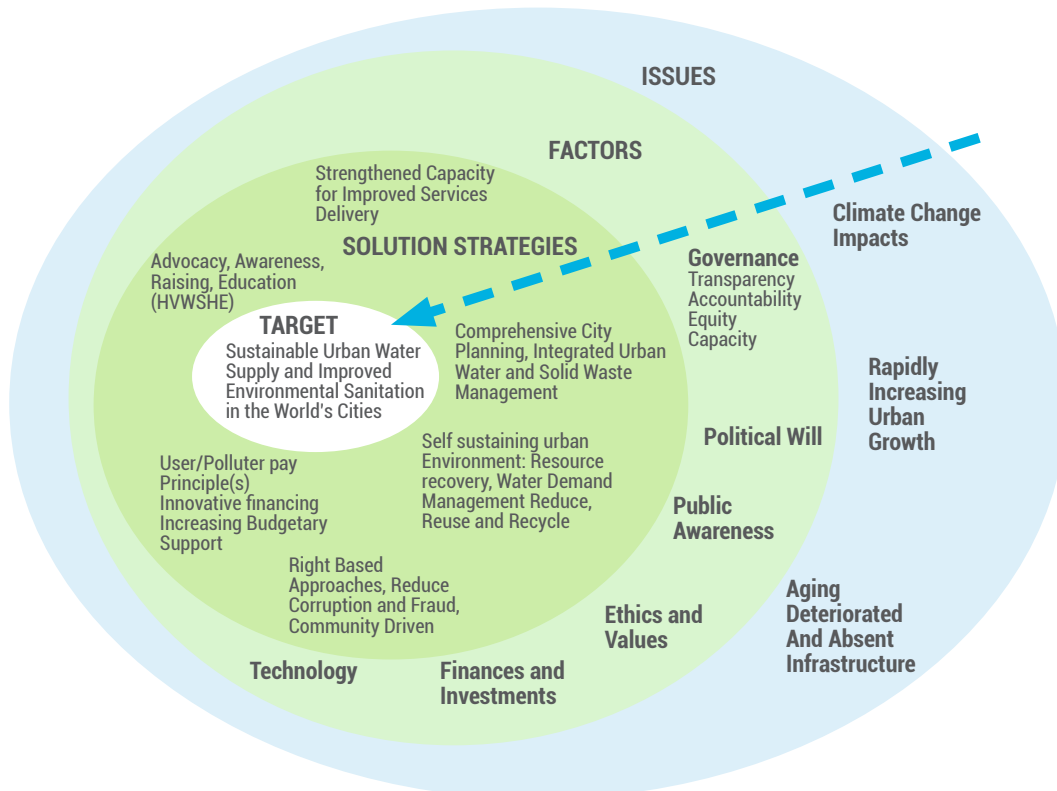 ISSUES
FACTORS
Strengthened Capacity
for Improved Services
Delivery
SOLUTION STRATEGIES
Advocacy, Awareness,
Raising, Education
(HVWSHE)
TARGET
Sustainable Urban Water
Supply and Improved
Environmental Sanitation
in the World's Cities
Comprehensive City
Planning, Integrated Urban
Water and Solid Waste
Management
Self sustaining urban
Environment: Resource
recovery, Water Demand
Management Reduce,
Reuse and Recycle
User/Polluter pay
Principle(s)
Innovative financing
Increasing Budgetary
Support
Right Based
Approaches, Reduce
Corruption and Fraud,
Community Driven
Governance
Transparency
Accountability
Equity
Capacity
Political Will
Public
Awareness
Ethics and
Values
Finances and
Investments
Technology
Climate Change
Impacts
Rapidly
Increasing
Urban
Growth
Aging
Deteriorated
And Absent
Infrastructure